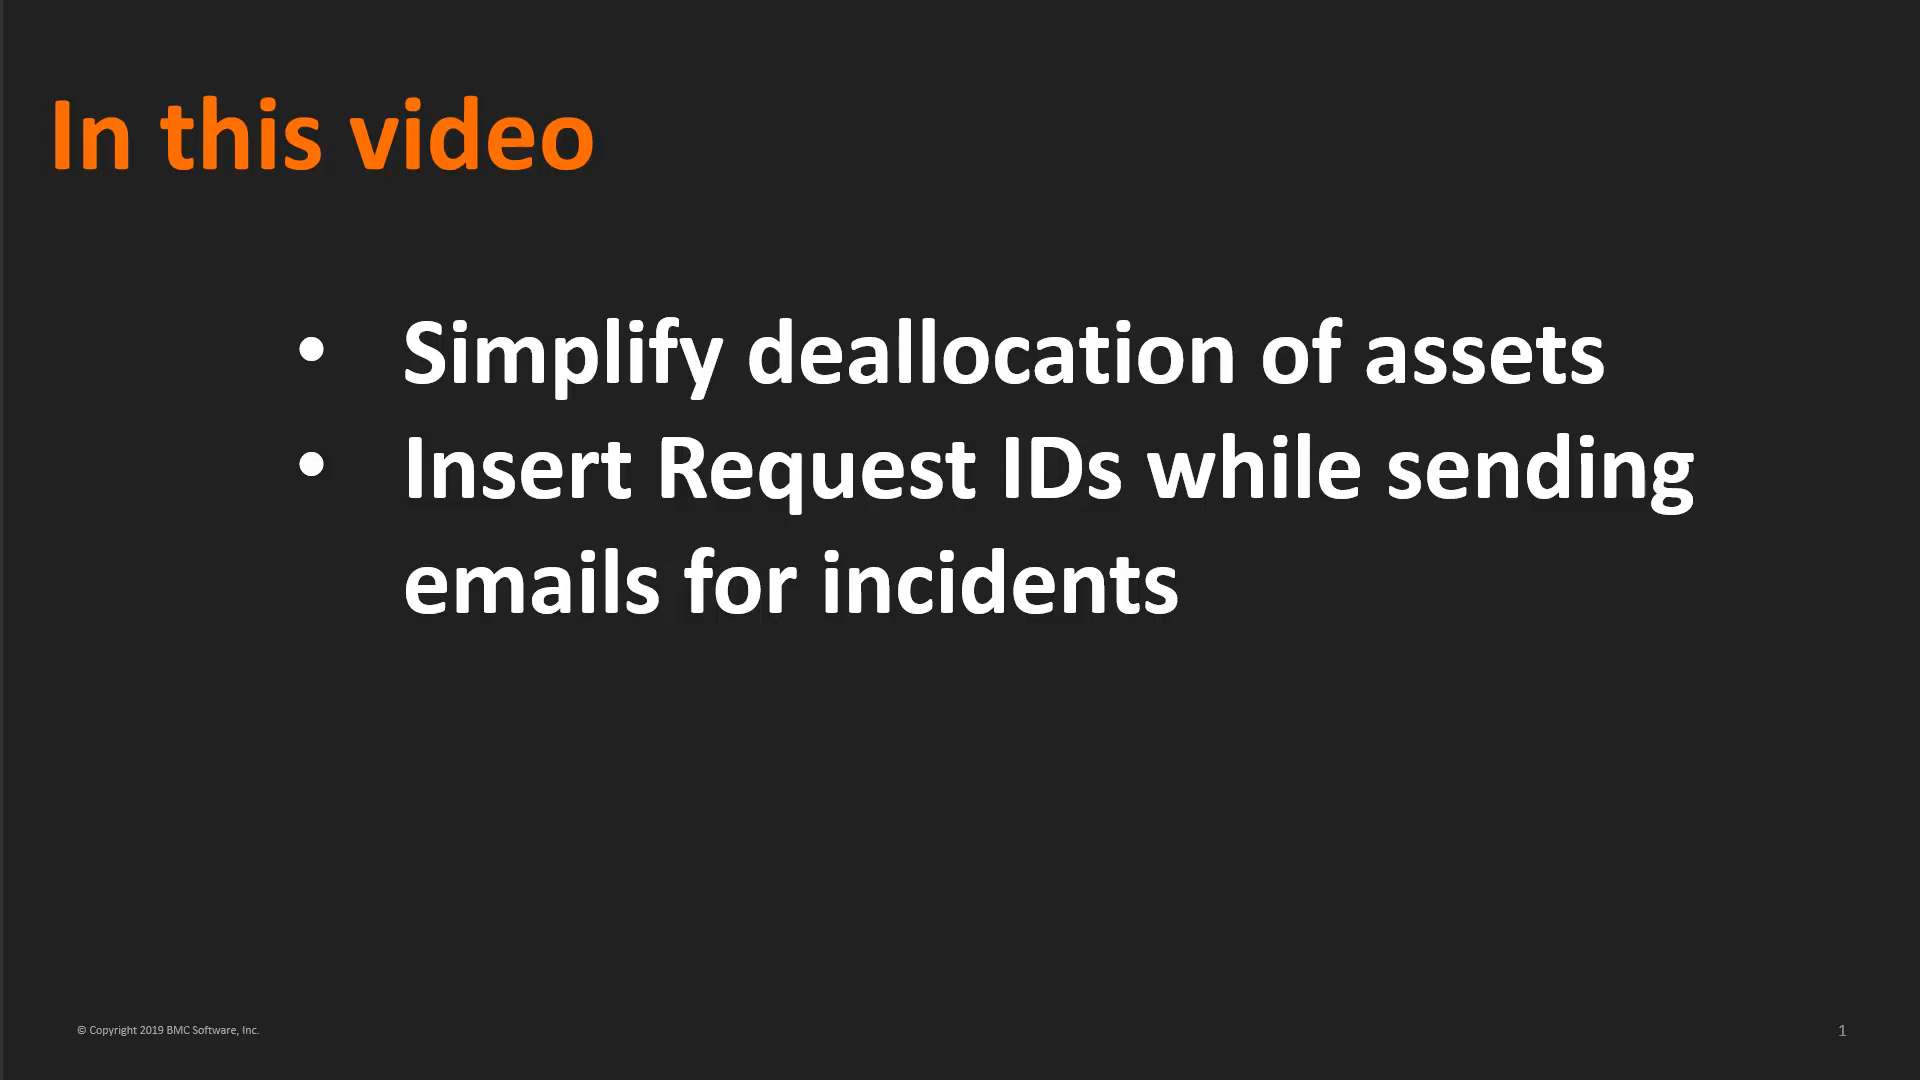 In this video
• Simplify deallocation of assets
• Insert Request IDs while sending
emails for incidents
© Copyright 2019 BMC Software, Inc.
1